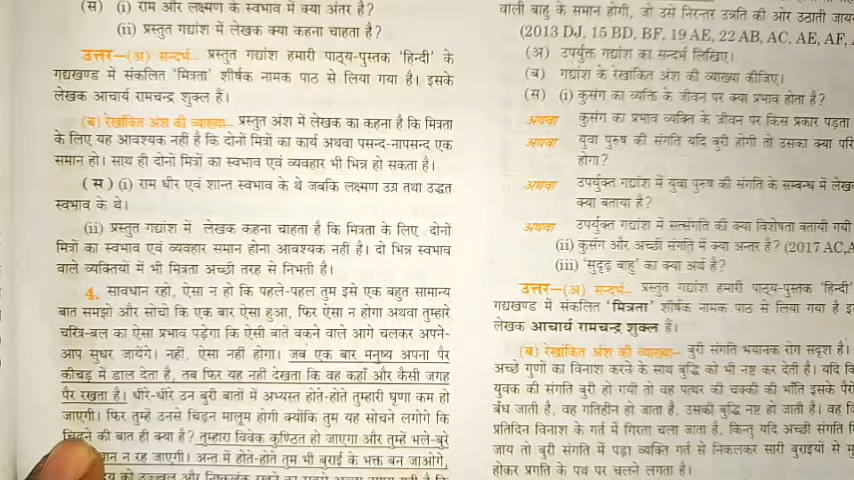 (स) (i) राम और लक्ष्मण के स्वभाव में क्या अंतर है?
(ii) प्रस्तुत गद्यांश में लेखक क्या कहना चाहता है?
उत्तर—(अ) सन्दर्भ– प्रस्तुत गद्यांश हमारी पाठ्य-पुस्तक 'हिन्दी' के
गद्यखण्ड में संकलित 'मित्रता' शीर्षक नामक पाठ से लिया गया है। इसके
लेखक आचार्य रामचन्द्र शुक्ल हैं।
(ब) रेखांकित अंश की व्याख्या– प्रस्तुत अंश में लेखक का कहना है कि मित्रता
के लिए यह आवश्यक नहीं है कि दोनों मित्रों का कार्य अथवा पसन्द-नापसन्द एक
समान हो। साथ ही दोनों मित्रों का स्वभाव एवं व्यवहार भी भिन्न हो सकता है।
(स) (i) राम धीर एवं शान्त स्वभाव के थे जबकि लक्ष्मण उग्र तथा उद्धत
स्वभाव के थे।
(ii) प्रस्तुत गद्यांश में लेखक कहना चाहता है कि मित्रता के लिए दोनों
मित्रों का स्वभाव एवं व्यवहार समान होना आवश्यक नहीं है। दो भिन्न स्वभाव
वाले व्यक्तियों में भी मित्रता अच्छी तरह से निभती है।
4. सावधान रहो, ऐसा न हो कि पहले-पहल तुम इसे एक बहुत सामान्य
बात समझो और सोचो कि एक बार ऐसा हुआ, फिर ऐसा न होगा अथवा तुम्हारे
चरित्र-बल का ऐसा प्रभाव पड़ेगा कि ऐसी बातें बकने वाले आगे चलकर अपने-
आप सुधर जायेंगे। नहीं, ऐसा नहीं होगा। जब एक बार मनुष्य अपना पैर
कीचड़ में डाल देता है, तब फिर यह नहीं देखता कि वह कहाँ और कैसी जगह
पैर रखता है। धीरे-धीरे उन बुरी बातों में अभ्यस्त होते-होते तुम्हारी घृणा कम हो
जाएगी। फिर तुम्हें उनसे चिढ़न मालूम होगी क्योंकि तुम यह सोचने लगोगे कि
चिढ़ने की बात ही क्या है? तुम्हारा विवेक कुण्ठित हो जाएगा और तुम्हें भले-बुरे
न रह जाएगी। अन्त में होते-होते तुम भी बुराई के भक्त बन जाओगे,
को उज्ज्वल और निष्कलंक रखने का सबसे अच्छा उपाय यही है कि
वाली बाहु के समान होगी, जो उसे निरन्तर उन्नति की ओर उठाती
(2013 DJ, 15 BD, BF, 19 AE, 22 AB, AC, AE, AF,
(अ) उपर्युक्त गद्यांश का सन्दर्भ लिखिए।
(ब) गद्यांश के रेखांकित अंश की व्याख्या कीजिए।
(स) (i) कुसंग का व्यक्ति के जीवन पर क्या प्रभाव होता है?
अथवा कुसंग का प्रभाव व्यक्ति के जीवन पर किस प्रकार पड़ता
अथवा युवा पुरुष की संगति यदि बुरी होगी तो उसका क्या
होगा?
अथवा उपर्युक्त गद्यांश में युवा पुरुष की संगति के सम्बन्ध में
क्या बताया है?
अथवा उपर्युक्त गद्यांश में सत्संगति की क्या विशेषता बतायी गयी
(ii) कुसंग और अच्छी संगति में क्या अन्तर है? (2017 AC,
(iii) 'सुदृढ़ बाहु' का क्या अर्थ है?
उत्तर—(अ) सन्दर्भ– प्रस्तुत गद्यांश हमारी पाठ्य-पुस्तक 'हिन्दी'
गद्यखण्ड में संकलित 'मित्रता' शीर्षक नामक पाठ से लिया गया है
लेखक आचार्य रामचन्द्र शुक्ल हैं।
(ब) रेखांकित अंश की व्याख्या– बुरी संगति भयानक रोग सदृश है।
अच्छे गुणों का विनाश करने के साथ बुद्धि को भी नष्ट कर देती है। यदि
युवक की संगति बुरी हो गयी तो वह पत्थर की चक्की की भाँति इसके
बँध जाती है, वह गतिहीन हो जाता है, उसकी बुद्धि नष्ट हो जाती है। वह
प्रतिदिन विनाश के गर्त में गिरता चला जाता है, किन्तु यदि अच्छी संगति
जाय तो बुरी संगति में पड़ा व्यक्ति गर्त से निकलकर सारी बुराइयों से
होकर प्रगति के पथ पर चलने लगता है।